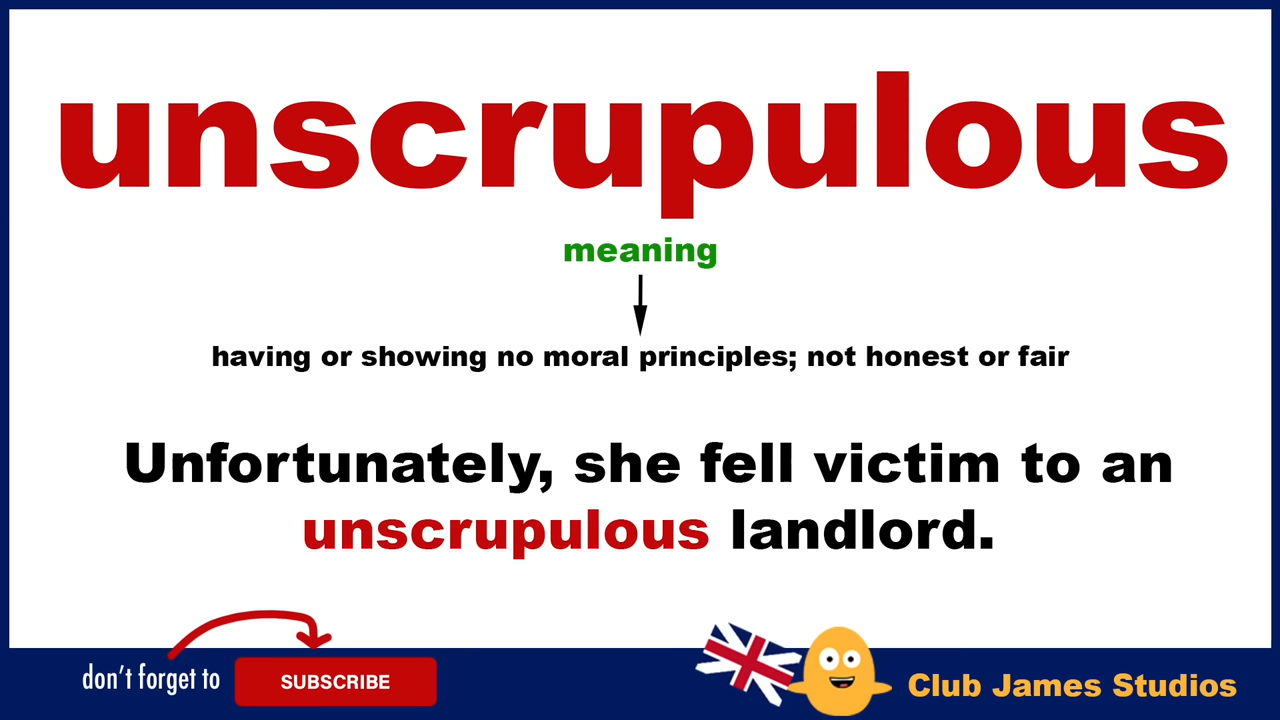 unscrupulous
meaning
having or showing no moral principles; not honest or fair
Unfortunately, she fell victim to an
unscrupulous landlord.
don't forget to
SUBSCRIBE
Club James Studios